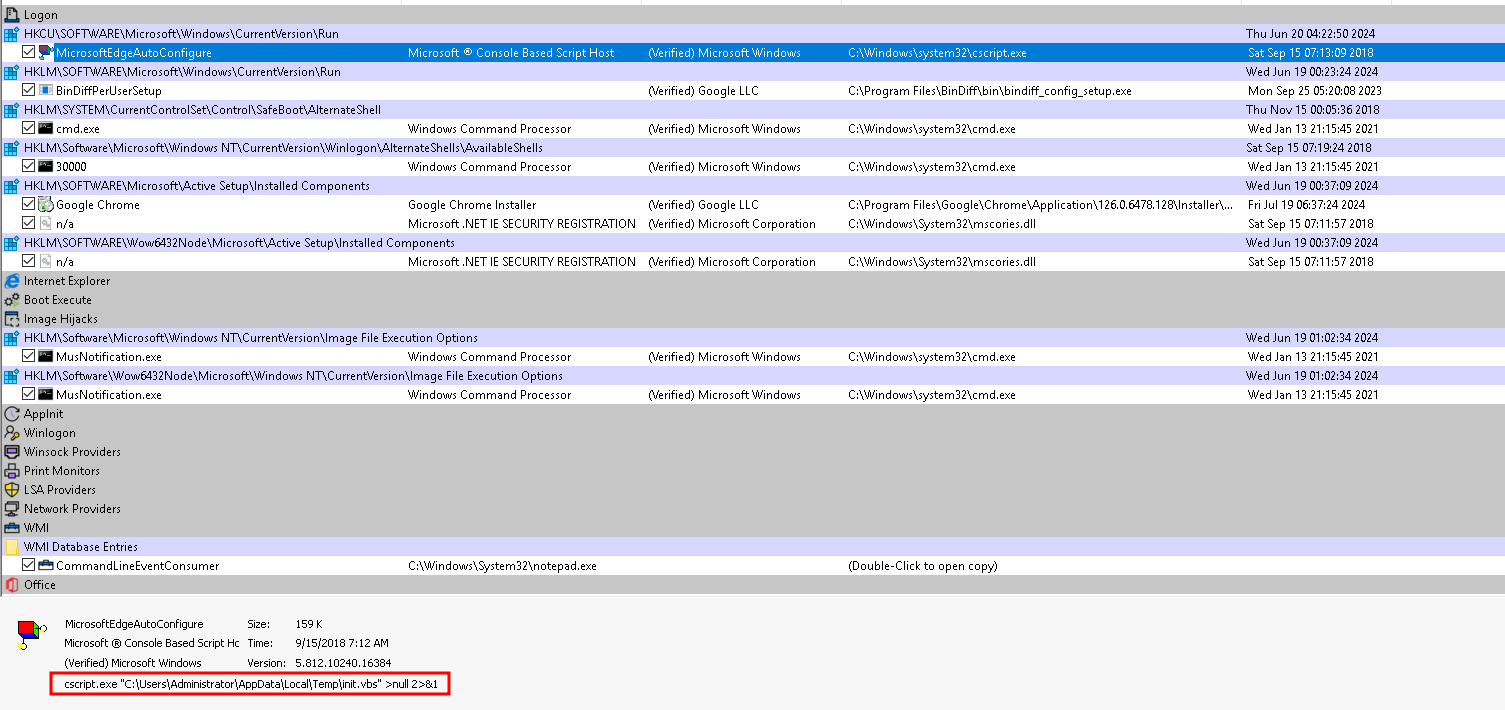 Logon
HKCU\SOFTWARE\Microsoft\Windows\CurrentVersion\Run Thu Jun 20 04:22:50 2024
MicrosoftEdgeAutoConfigure Microsoft ® Console Based Script Host (Verified) Microsoft Windows C:\Windows\system32\cscript.exe Sat Sep 15 07:13:09 2018
HKLM\SOFTWARE\Microsoft\Windows\CurrentVersion\Run Wed Jun 19 00:23:24 2024
BinDiffPerUserSetup (Verified) Google LLC C:\Program Files\BinDiff\bin\bindiff_config_setup.exe Mon Sep 25 05:20:08 2023
HKLM\SYSTEM\CurrentControlSet\Control\SafeBoot\AlternateShell Thu Nov 15 00:05:36 2018
cmd.exe Windows Command Processor (Verified) Microsoft Windows C:\Windows\system32\cmd.exe Wed Jan 13 21:15:45 2021
HKLM\Software\Microsoft\Windows NT\CurrentVersion\Winlogon\AlternateShells\AvailableShells Sat Sep 15 07:19:24 2018
30000 Windows Command Processor (Verified) Microsoft Windows C:\Windows\system32\cmd.exe Wed Jan 13 21:15:45 2021
HKLM\SOFTWARE\Microsoft\Active Setup\Installed Components Wed Jun 19 00:37:09 2024
Google Chrome Google Chrome Installer (Verified) Google LLC C:\Program Files\Google\Chrome\Application\126.0.6478.128\Installer\... Fri Jul 19 06:37:24 2024
n/a Microsoft .NET IE SECURITY REGISTRATION (Verified) Microsoft Corporation C:\Windows\System32\mscories.dll Sat Sep 15 07:11:57 2018
HKLM\SOFTWARE\Wow6432Node\Microsoft\Active Setup\Installed Components Wed Jun 19 00:37:09 2024
n/a Microsoft .NET IE SECURITY REGISTRATION (Verified) Microsoft Corporation C:\Windows\System32\mscories.dll Sat Sep 15 07:11:57 2018
Internet Explorer
Boot Execute
Image Hijacks
HKLM\Software\Microsoft\Windows NT\CurrentVersion\Image File Execution Options Wed Jun 19 01:02:34 2024
MusNotification.exe Windows Command Processor (Verified) Microsoft Windows C:\Windows\system32\cmd.exe Wed Jan 13 21:15:45 2021
HKLM\Software\Wow6432Node\Microsoft\Windows NT\CurrentVersion\Image File Execution Options Wed Jun 19 01:02:34 2024
MusNotification.exe Windows Command Processor (Verified) Microsoft Windows C:\Windows\system32\cmd.exe Wed Jan 13 21:15:45 2021
AppInit
Winlogon
Winsock Providers
Print Monitors
LSA Providers
Network Providers
WMI
WMI Database Entries
CommandLineEventConsumer C:\Windows\System32\notepad.exe (Double-Click to open copy)
Office
MicrosoftEdgeAutoConfigure Size: 159 K
Microsoft ® Console Based Script Hc Time: 9/15/2018 7:12 AM
(Verified) Microsoft Windows Version: 5.812.10240.16384
cscript.exe "C:\Users\Administrator\AppData\Local\Temp\init.vbs" >null 2>&1